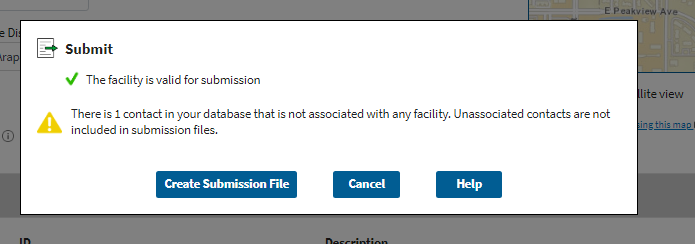 E Peakview Ave
e Dis
Arap
Submit
The facility is valid for submission
There is 1 contact in your database that is not associated with any facility. Unassociated contacts are not
included in submission files.
llite view
sing this map
Create Submission File
Cancel
Help
ID
Description